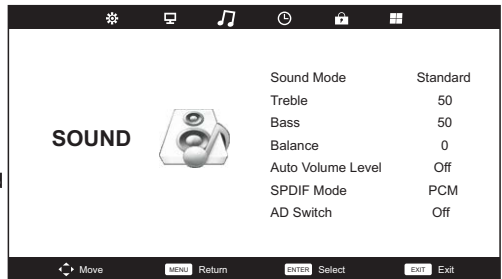 SOUND
Sound Mode Standard
Treble 50
Bass 50
Balance 0
Auto Volume Level Off
SPDIF Mode PCM
AD Switch Off
Move MENU Return ENTER Select EXIT Exit